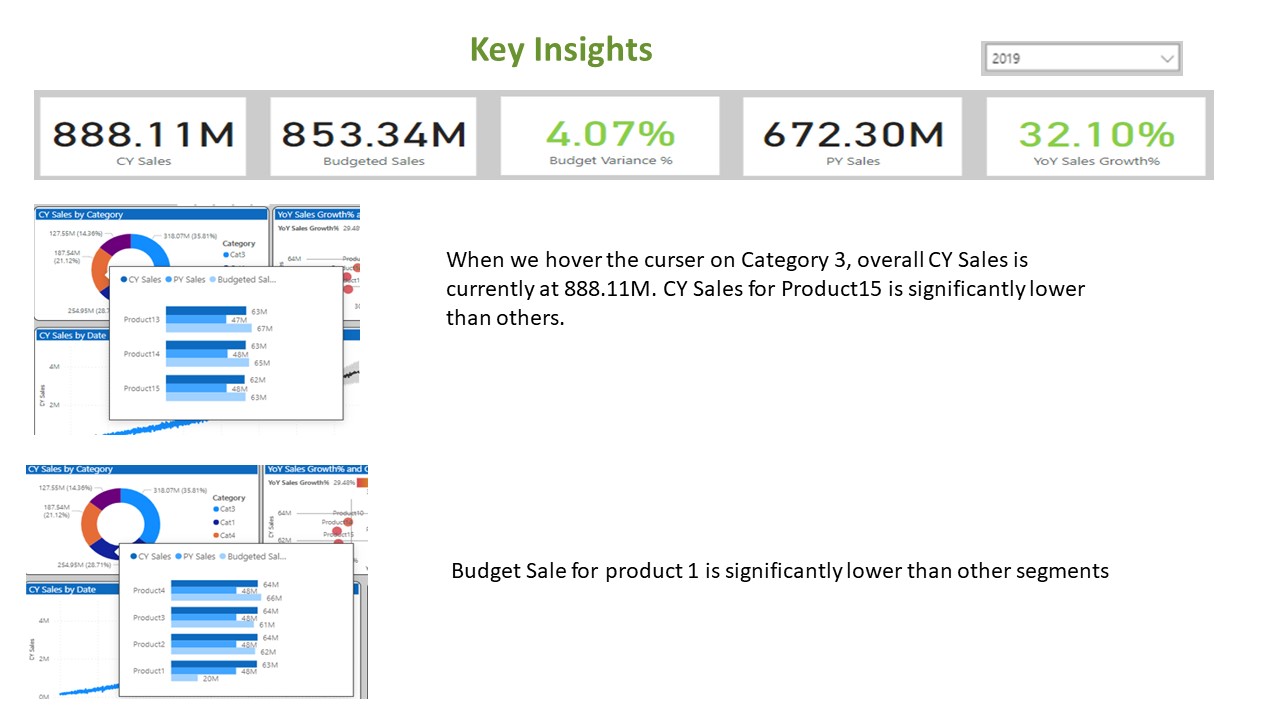 Key Insights
2019
888.11M
CY Sales
853.34M
Budgeted Sales
4.07%
Budget Variance %
672.30M
PY Sales
32.10%
YoY Sales Growth%
CY Sales by Category
YoY Sales Growth% a
127.55M (14.36%)
318.07M (35.81%)
YoY Sales Growth% 29.48
Category
Cat3
187.54M
(21.12%)
64M
Produ
254.95M (28.7
CY Sales PY Sales Budgeted Sal...
Product13
63M
47M
67M
Product14
63M
48M
65M
Product15
62M
48M
63M
CY Sales by Date
4M
2M
CY Sales
When we hover the curser on Category 3, overall CY Sales is
currently at 888.11M. CY Sales for Product15 is significantly lower
than others.
CY Sales by Category
YoY Sales Growth% and C
127.55M (14.36%)
318.07M (35.81%)
YoY Sales Growth% 29.48%
Category
Cat3
Cat1
Cat4
187.54M
(21.12%)
254.95M (28.71%)
64M
62M
CY Sales
Product10
Product15
CY Sales PY Sales Budgeted Sal...
Product4
64M
48M
66M
Product3
64M
48M
61M
Product2
64M
48M
62M
Product1
63M
48M
20M
CY Sales by Date
4M
2M
0M
CY Sales
Budget Sale for product 1 is significantly lower than other segments